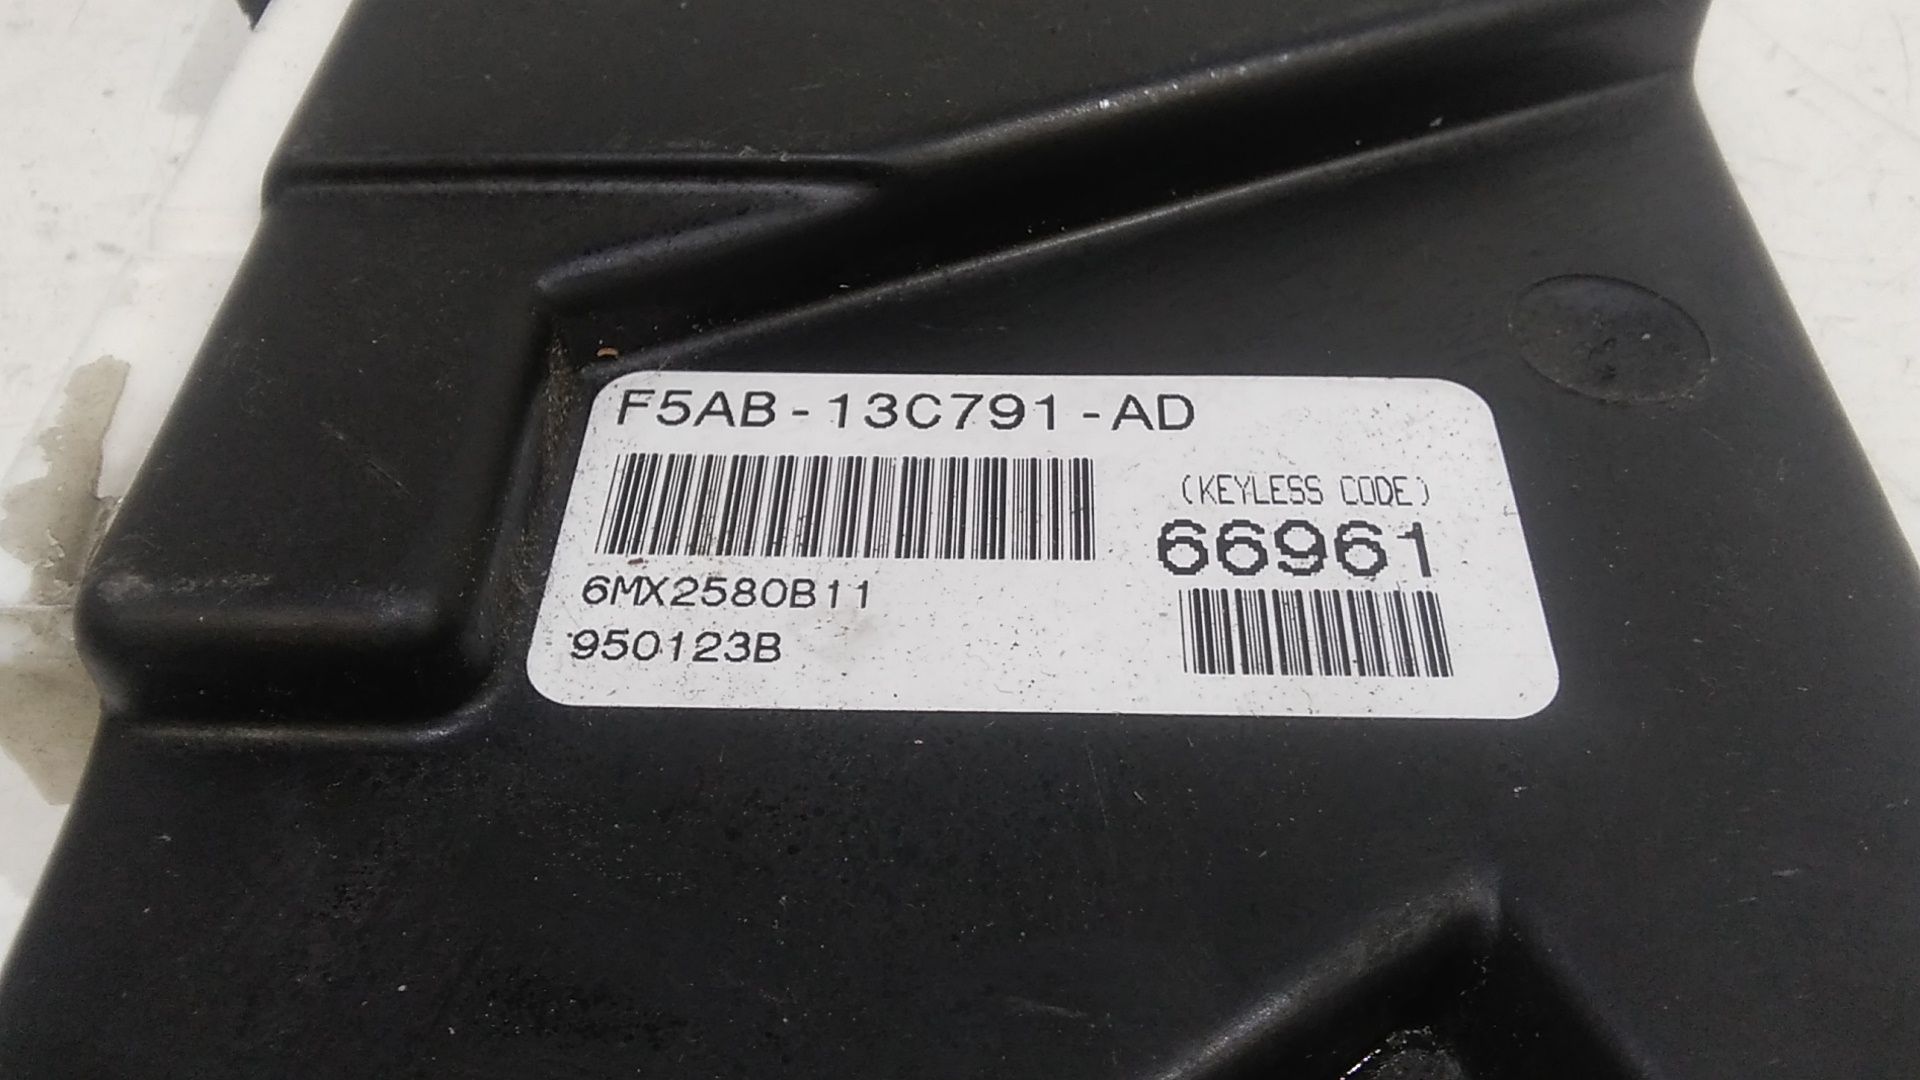 F5AB-13C791-AD
(KEYLESS CODE)
66961
6MX2580B11
950123B